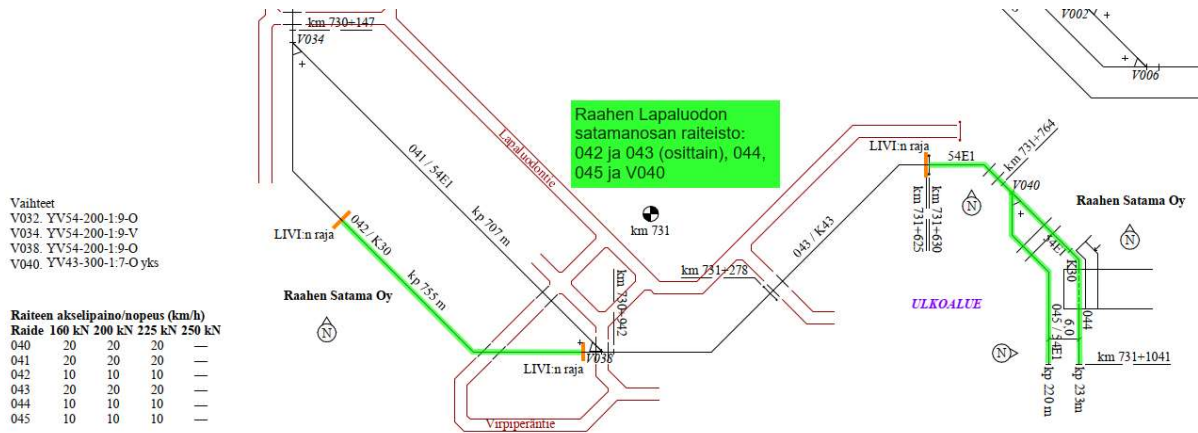 km 730+147
V034
V002
V006
Lapaluodontie
041 / 54E1
kp 707 m
Raahen Lapaluodon
satamanosan raiteisto:
042 ja 043 (osittain), 044,
045 ja V040
km 731
LIVI:n raja
54E1
km 731+764
V040
km 731+630
km 731+625
Raahen Satama Oy
N
N
Vaihteet
V032. YV54-200-1:9-O
V034. YV54-200-1:9-V
V038. YV54-200-1:9-O
V040. YV43-300-1:7-O yks
LIVI:n raja
042 / K30
kp 755 m
Raahen Satama Oy
N
km 731+278
043 / K43
km 730+942
54E1
K30
ULKOALUE
044
6,0
045 / 54E1
N
km 731+1041
kp 220 m
kp 233m
V038
LIVI:n raja
Virpiperäntie
Raiteen akselipaino/nopeus (km/h)
Raide 160 kN 200 kN 225 kN 250 kN
040 20 20 20 —
041 20 20 20 —
042 10 10 10 —
043 20 20 20 —
044 10 10 10 —
045 10 10 10 —